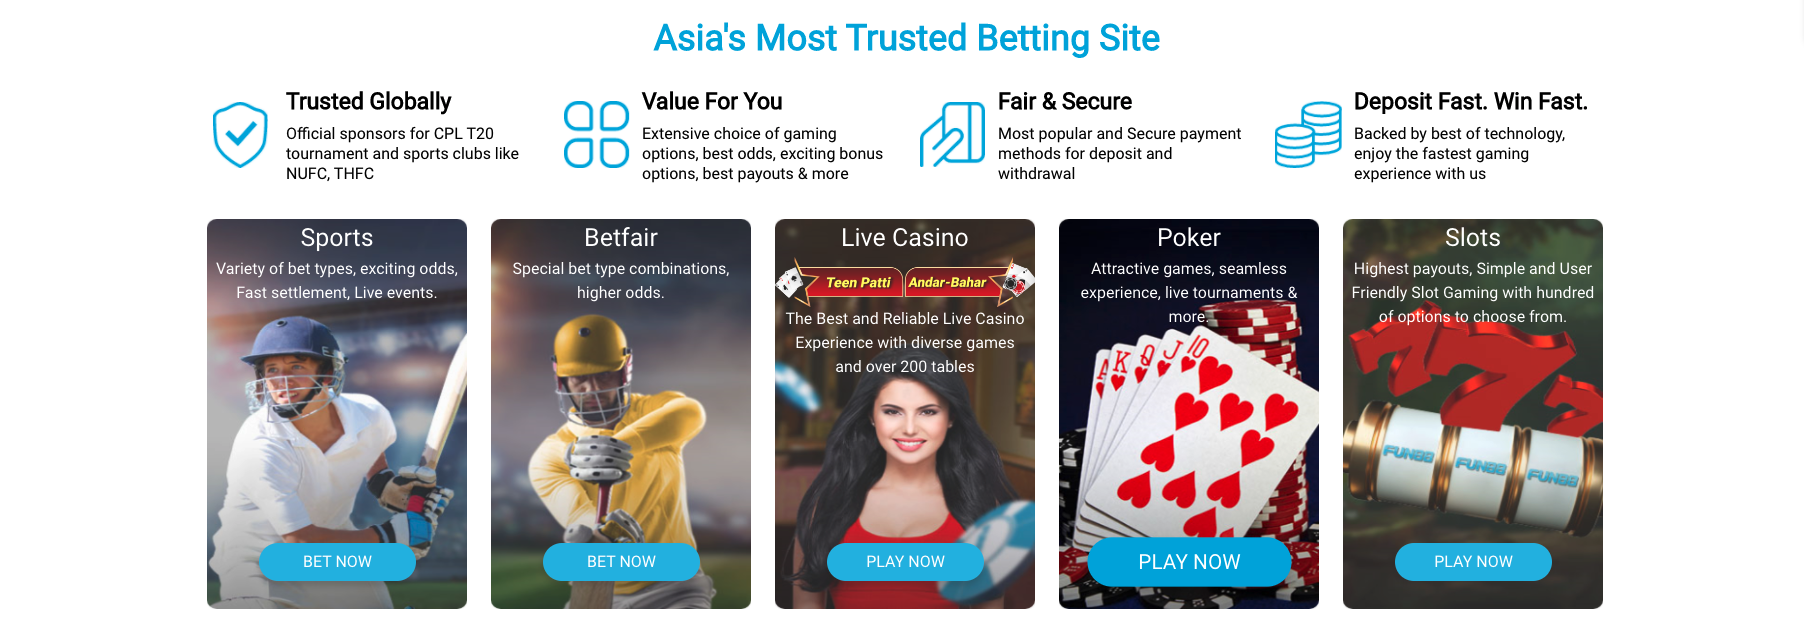 Asia's Most Trusted Betting Site
Trusted Globally
Official sponsors for CPL T20
tournament and sports clubs like
NUFC, THFC
Value For You
Extensive choice of gaming
options, best odds, exciting bonus
options, best payouts & more
Fair & Secure
Most popular and Secure payment
methods for deposit and
withdrawal
Deposit Fast. Win Fast.
Backed by best of technology,
enjoy the fastest gaming
experience with us
Sports
Variety of bet types, exciting odds,
Fast settlement, Live events.
BET NOW
Betfair
Special bet type combinations,
higher odds.
BET NOW
Live Casino
Teen Patti Andar-Bahar
The Best and Reliable Live Casino
Experience with diverse games
and over 200 tables
PLAY NOW
Poker
Attractive games, seamless
experience, live tournaments &
more.
A K Q J 10
PLAY NOW
Slots
Highest payouts, Simple and User
Friendly Slot Gaming with hundred
of options to choose from.
777
FUN88 FUN88 FUN88
PLAY NOW